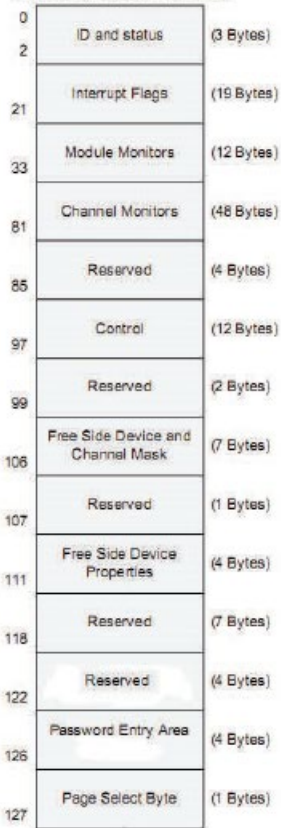 0
ID and status (3 Bytes)
2
Interrupt Flags (19 Bytes)
21
Module Monitors (12 Bytes)
33
Channel Monitors (48 Bytes)
81
Reserved (4 Bytes)
85
Control (12 Bytes)
97
Reserved (2 Bytes)
99
Free Side Device and
Channel Mask (7 Bytes)
106
Reserved (1 Bytes)
107
Free Side Device
Properties (4 Bytes)
111
Reserved (7 Bytes)
118
Reserved (4 Bytes)
122
Password Entry Area (4 Bytes)
126
Page Select Byte (1 Bytes)
127